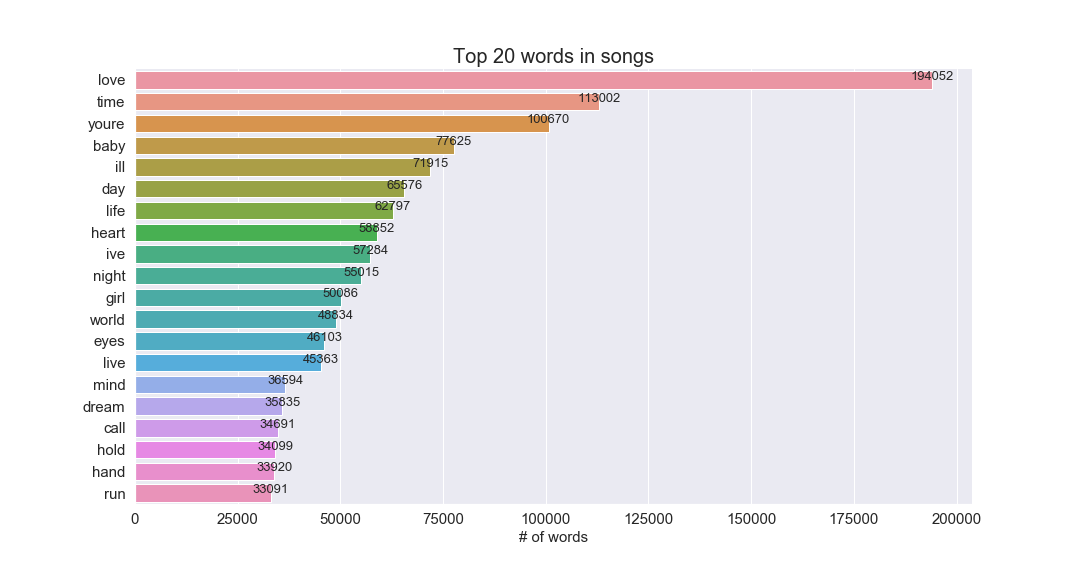 Top 20 words in songs
love 194052
time 113002
youre 100670
baby 77625
ill 71915
day 65576
life 62797
heart 58852
ive 57284
night 55015
girl 50086
world 48834
eyes 46103
live 45363
mind 36594
dream 35835
call 34691
hold 34099
hand 33920
run 33091
0 25000 50000 75000 100000 125000 150000 175000 200000
# of words